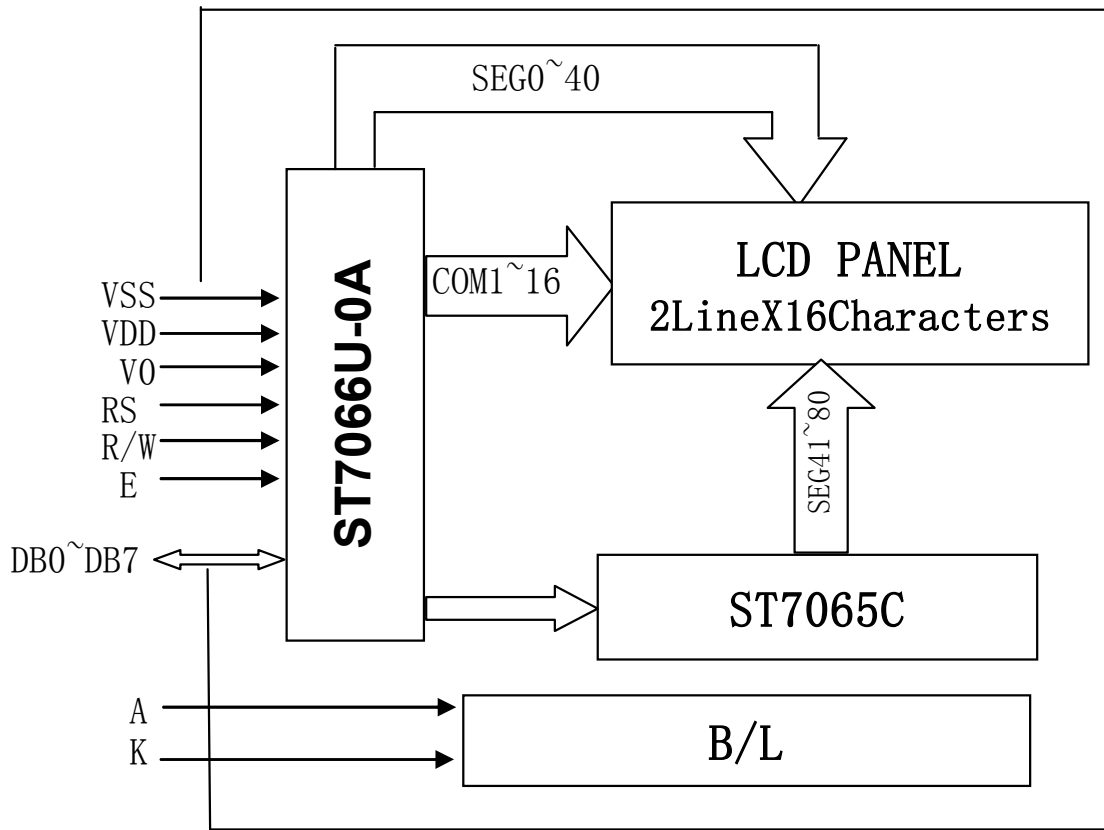 SEG0~40
LCD PANEL
2LineX16Characters
COM1~16
ST7066U-0A
VSS
VDD
V0
RS
R/W
E
DB0~DB7
SEG41~80
ST7065C
A
K
B/L